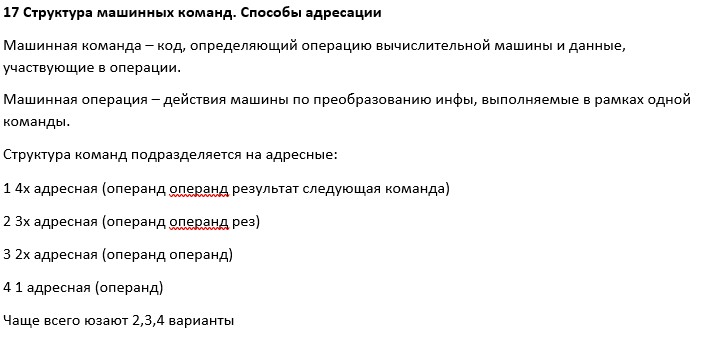 17 Структура машинных команд. Способы адресации
Машинная команда – код, определяющий операцию вычислительной машины и данные,
участвующие в операции.
Машинная операция – действия машины по преобразованию инфы, выполняемые в рамках одной
команды.
Структура команд подразделяется на адресные:
1 4х адресная (операнд операнд результат следующая команда)
2 3х адресная (операнд операнд рез)
3 2х адресная (операнд операнд)
4 1 адресная (операнд)
Чаще всего юзают 2,3,4 варианты